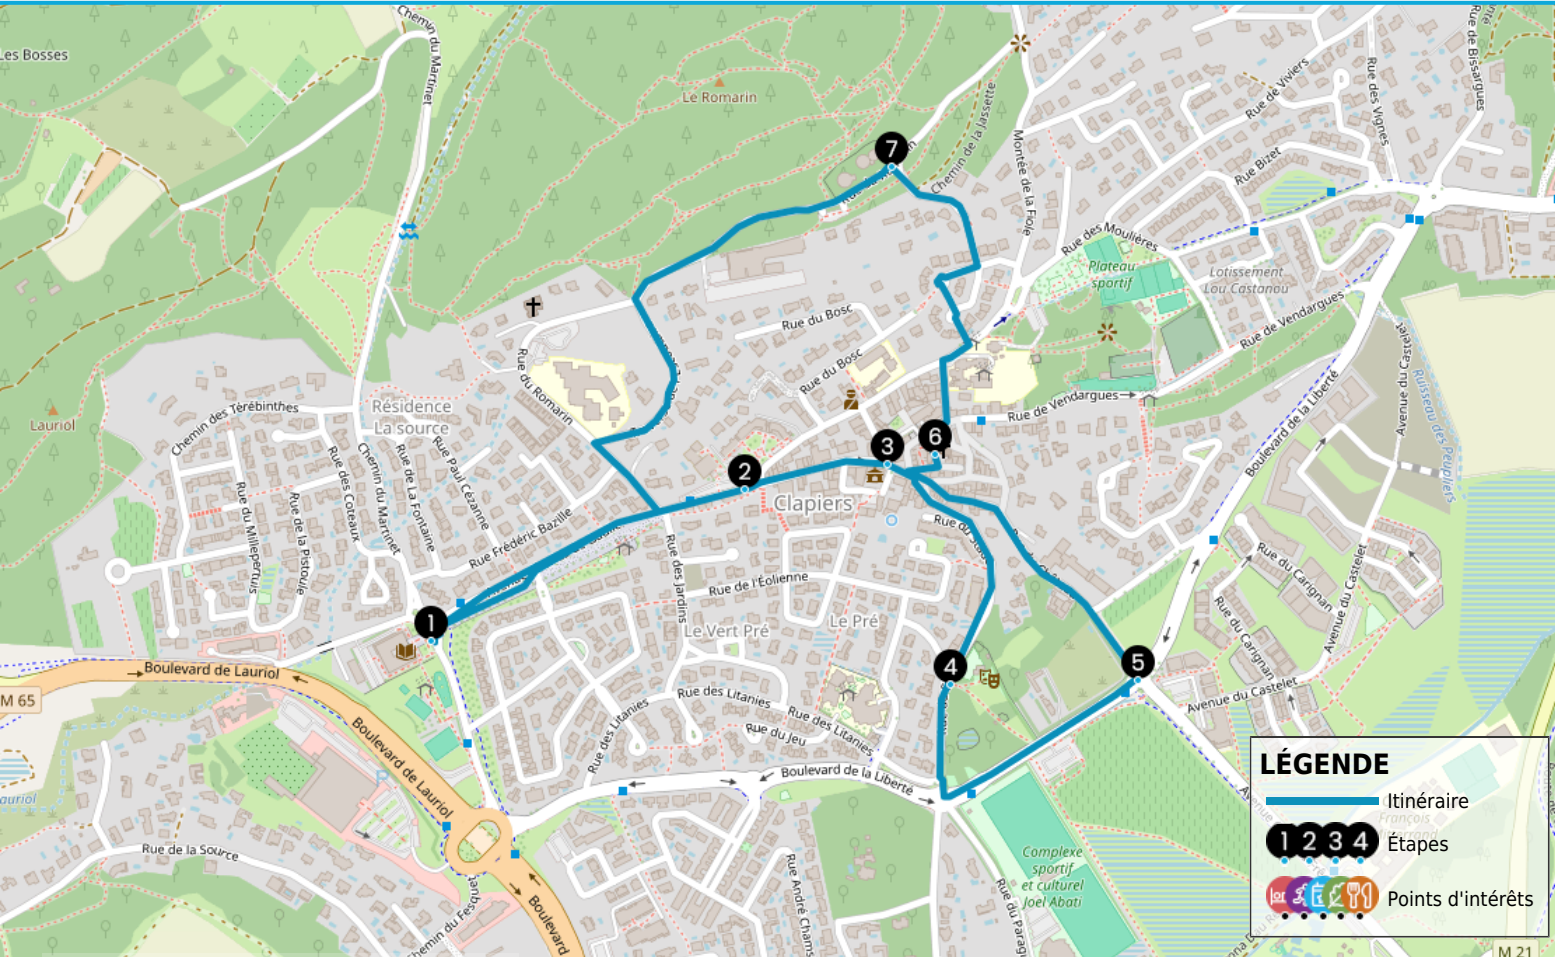 Chemin du Martinet
Les Bosses
Le Romarin
Chemin de la Jassette
Montée de la Fiole
Rue de Viviers
Rue des Vignes
Rue de Bissargues
Rue Bizet
7
Rue des Moulières
Plateau
sportif
Lotissement
Lou Castanou
Rue de Vendargues
Rue du Bosc
Rue du Bosc
Rue du Romarin
Chemin des Térébinthes
Résidence
La source
Lauriol
Rue de Vendargues
Boulevard de la Liberté
Avenue du Castelet
Ruisseau des Peupliers
Rue des Coteaux
Chemin du Martinet
Rue de La Fontaine
Rue Paul Cézanne
Rue du Millepertuis
Rue de la Pistoule
Rue Frédéric Bazille
2
3
6
Clapiers
Rue des Jardins
Rue de l'Éolienne
Le Vert Pré
Le Pré
Rue du Carignan
Rue du Carignan
Avenue du Castelet
Avenue du Castelet
1
4
5
Boulevard de Lauriol
M 65
Boulevard de Lauriol
Rue des Litanies
Rue des Litanies
Rue des Litanies
Rue du Jeu
Boulevard de la Liberté
P
Rue de la Source
Boulevard
Rue André Chams
Complexe
sportif
et culturel
Joel Abati
LÉGENDE
Itinéraire
1 2 3 4
Étapes
Points d'intérêts
M 21